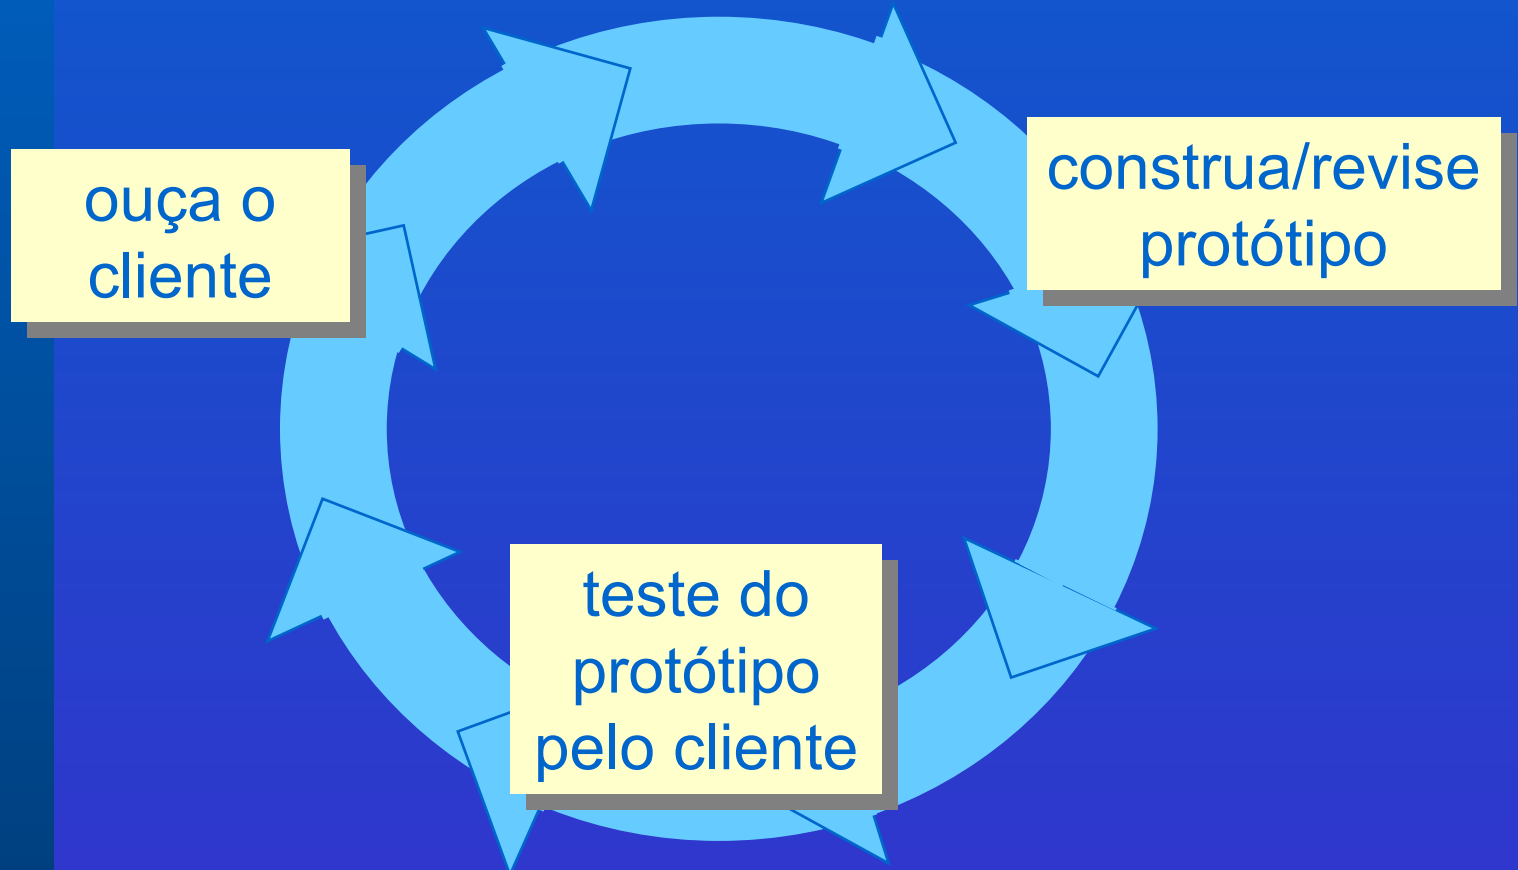 ouça o
cliente
construa/revise
protótipo
teste do
protótipo
pelo cliente